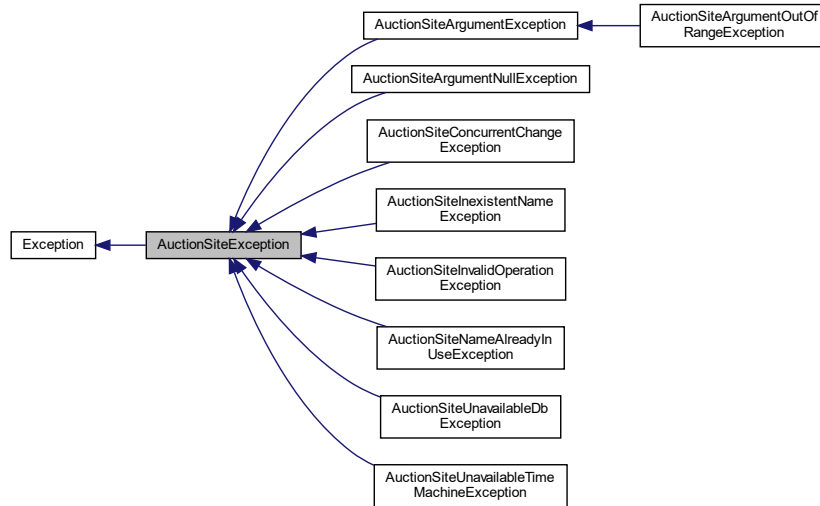 AuctionSiteArgumentException
AuctionSiteArgumentOutOf
RangeException
AuctionSiteArgumentNullException
AuctionSiteConcurrentChange
Exception
AuctionSiteInexistentName
Exception
Exception
AuctionSiteException
AuctionSiteInvalidOperation
Exception
AuctionSiteNameAlreadyIn
UseException
AuctionSiteUnavailableDb
Exception
AuctionSiteUnavailableTime
MachineException